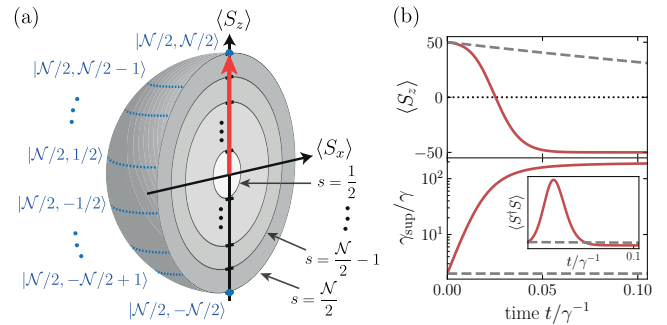 (a)
⟨S_z⟩
|𝒩/2, 𝒩/2⟩
|𝒩/2, 𝒩/2−1⟩
|𝒩/2, 1/2⟩
|𝒩/2, −1/2⟩
|𝒩/2, −𝒩/2+1⟩
|𝒩/2, −𝒩/2⟩
⟨S_x⟩
s = 1/2
s = 𝒩/2 − 1
s = 𝒩/2
(b)
⟨S_z⟩
50
0
−50
γ_sup/γ
10²
10¹
⟨S†S⟩
t/γ⁻¹
0.1
0.00
0.05
0.10
time t/γ⁻¹